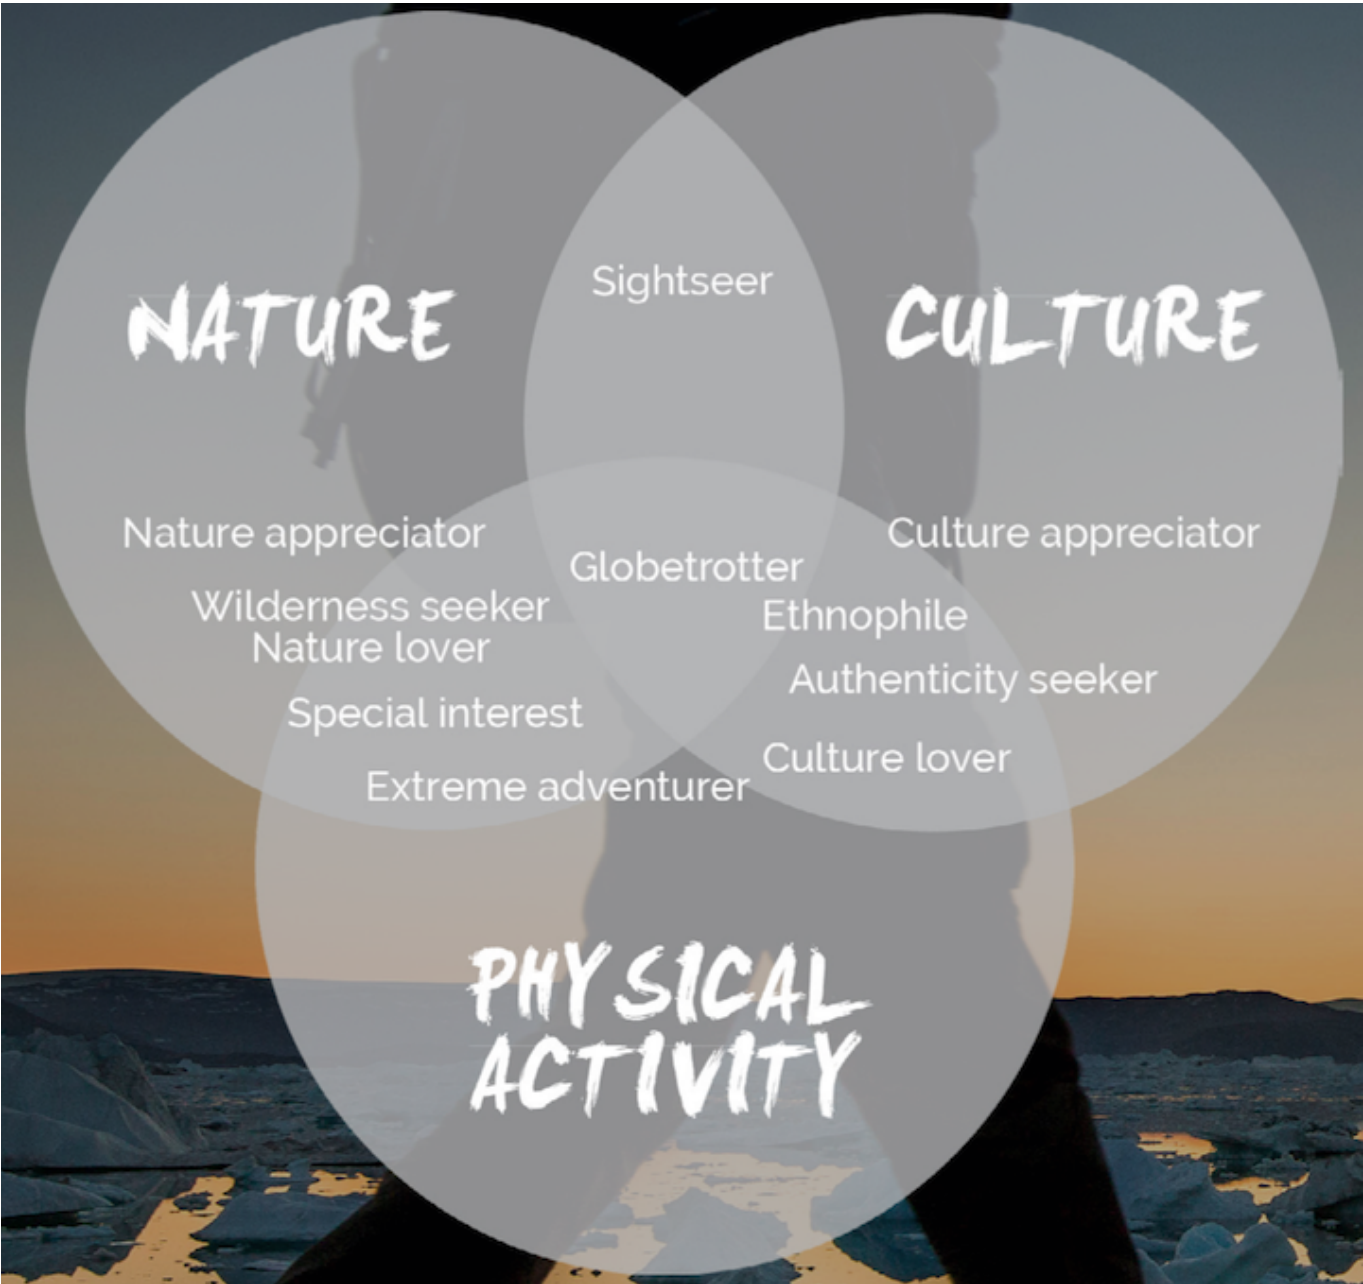 Sightseer
NATURE
CULTURE
Nature appreciator
Culture appreciator
Globetrotter
Wilderness seeker
Ethnophile
Nature lover
Authenticity seeker
Special interest
Culture lover
Extreme adventurer
PHYSICAL
ACTIVITY